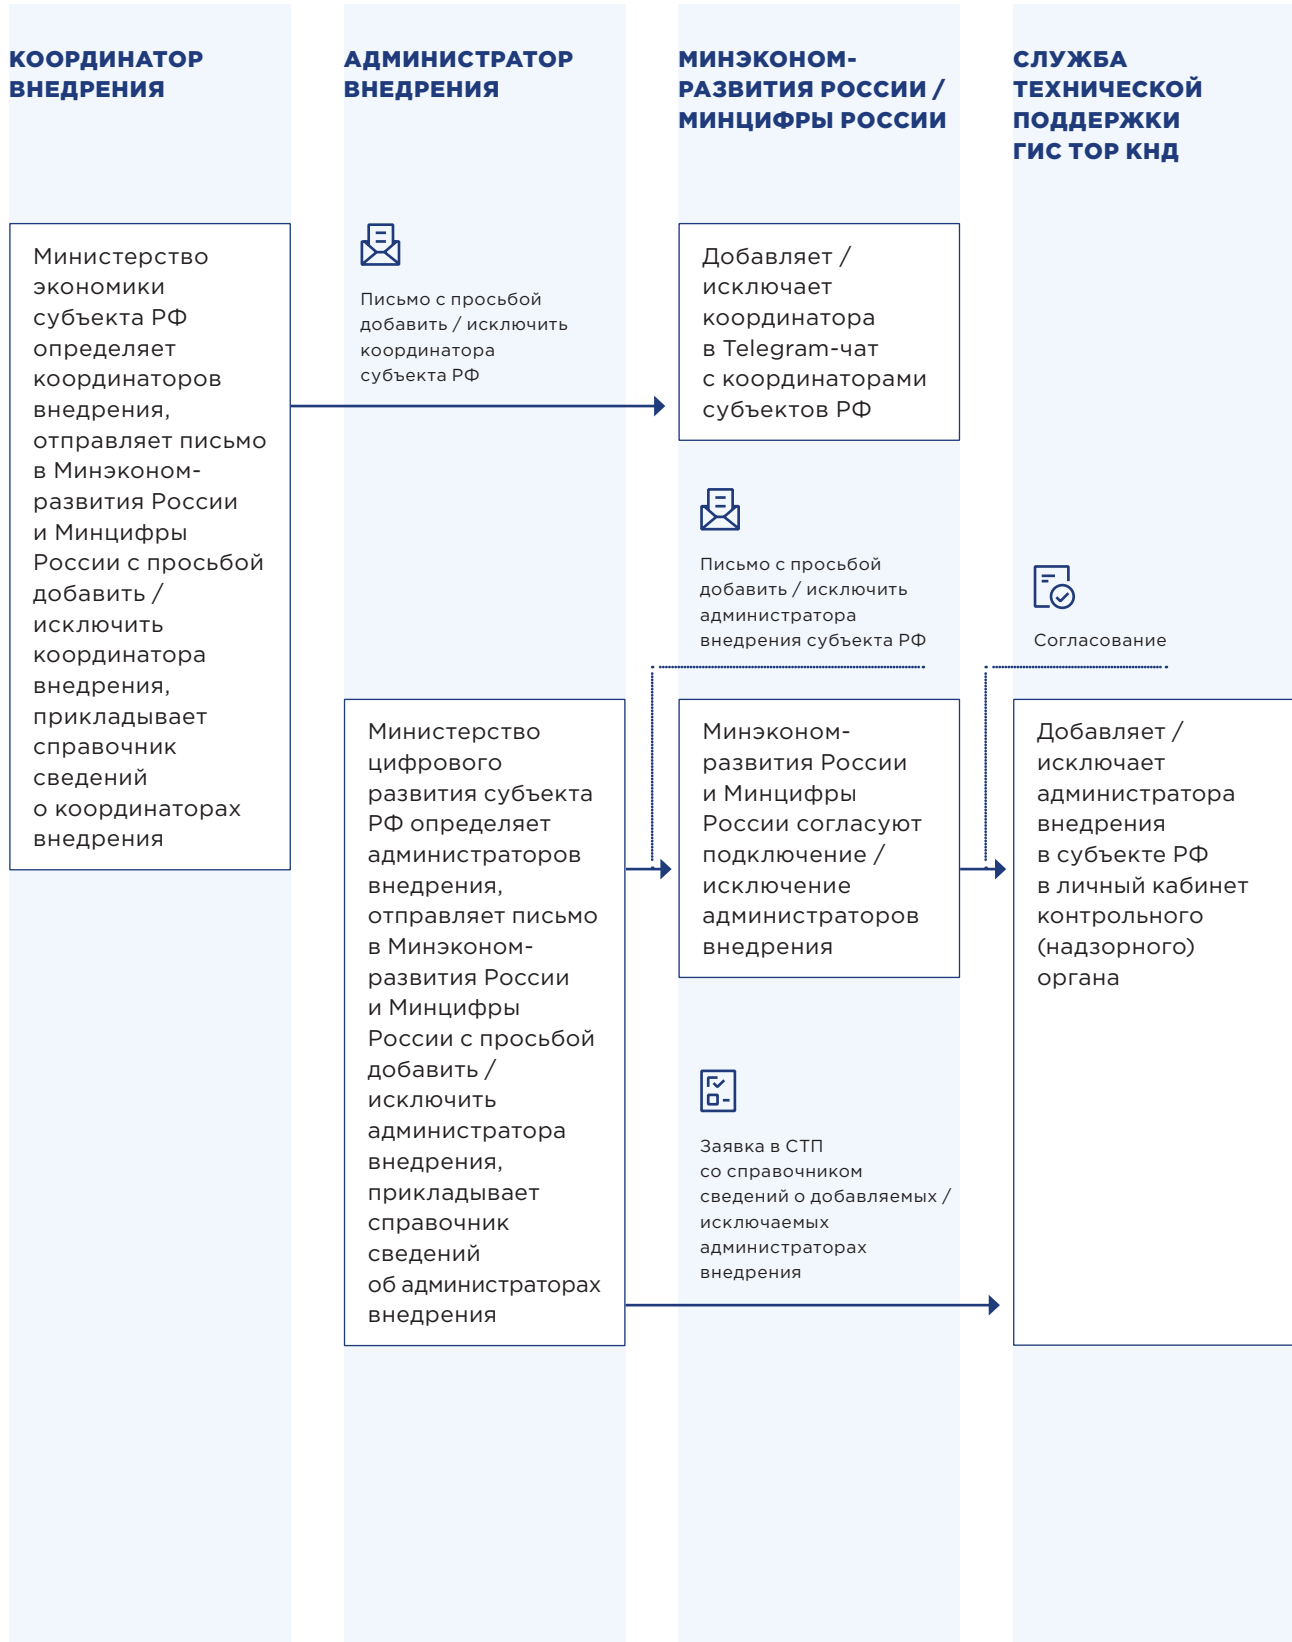 КООРДИНАТОР
ВНЕДРЕНИЯ
АДМИНИСТРАТОР
ВНЕДРЕНИЯ
МИНЭКОНОМ-
РАЗВИТИЯ РОССИИ /
МИНЦИФРЫ РОССИИ
СЛУЖБА
ТЕХНИЧЕСКОЙ
ПОДДЕРЖКИ
ГИС ТОР КНД
Министерство
экономики
субъекта РФ
определяет
координаторов
внедрения,
отправляет письмо
в Минэконом-
развития России
и Минцифры
России с просьбой
добавить /
исключить
координатора
внедрения,
прикладывает
справочник
сведений
о координаторах
внедрения
Письмо с просьбой
добавить / исключить
координатора
субъекта РФ
Добавляет /
исключает
координатора
в Telegram-чат
с координаторами
субъектов РФ
Письмо с просьбой
добавить / исключить
администратора
внедрения субъекта РФ
Согласование
Министерство
цифрового
развития субъекта
РФ определяет
администраторов
внедрения,
отправляет письмо
в Минэконом-
развития России
и Минцифры
России с просьбой
добавить /
исключить
администратора
внедрения,
прикладывает
справочник
сведений
об администраторах
внедрения
Минэконом-
развития России
и Минцифры
России согласуют
подключение /
исключение
администраторов
внедрения
Добавляет /
исключает
администратора
внедрения
в субъекте РФ
в личный кабинет
контрольного
(надзорного)
органа
Заявка в СТП
со справочником
сведений о добавляемых /
исключаемых
администраторах
внедрения